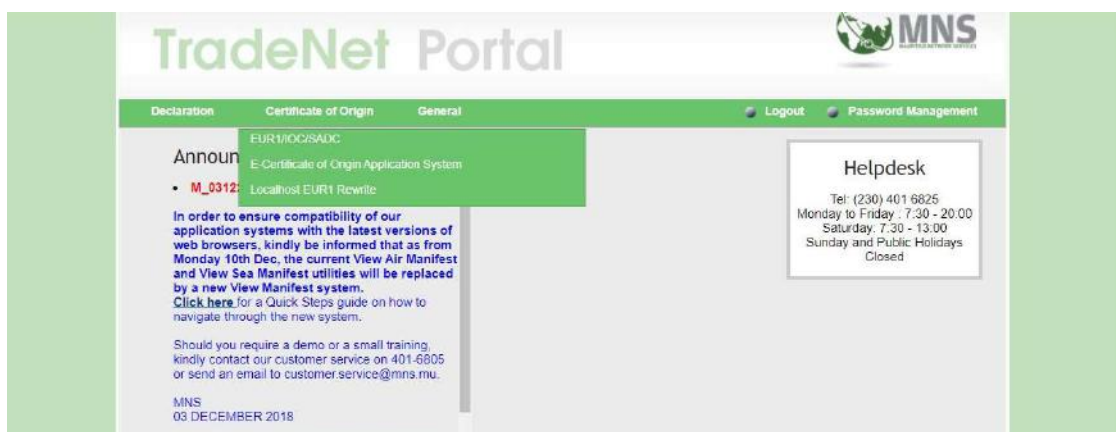 TradeNet Portal
MNS
Declaration Certificate of Origin General Logout Password Management
EUR1/IOC/SADC
E-Certificate of Origin Application System
Localhost EUR1 Rewrite
Announ
• M_0312
In order to ensure compatibility of our
application systems with the latest versions of
web browsers, kindly be informed that as from
Monday 10th Dec, the current View Air Manifest
and View Sea Manifest utilities will be replaced
by a new View Manifest system.
Click here for a Quick Steps guide on how to
navigate through the new system.
Should you require a demo or a small training,
kindly contact our customer service on 401-6805
or send an email to customer.service@mns.mu.
MNS
03 DECEMBER 2018
Helpdesk
Tel: (230) 401 6825
Monday to Friday : 7:30 - 20:00
Saturday: 7:30 - 13:00
Sunday and Public Holidays
Closed